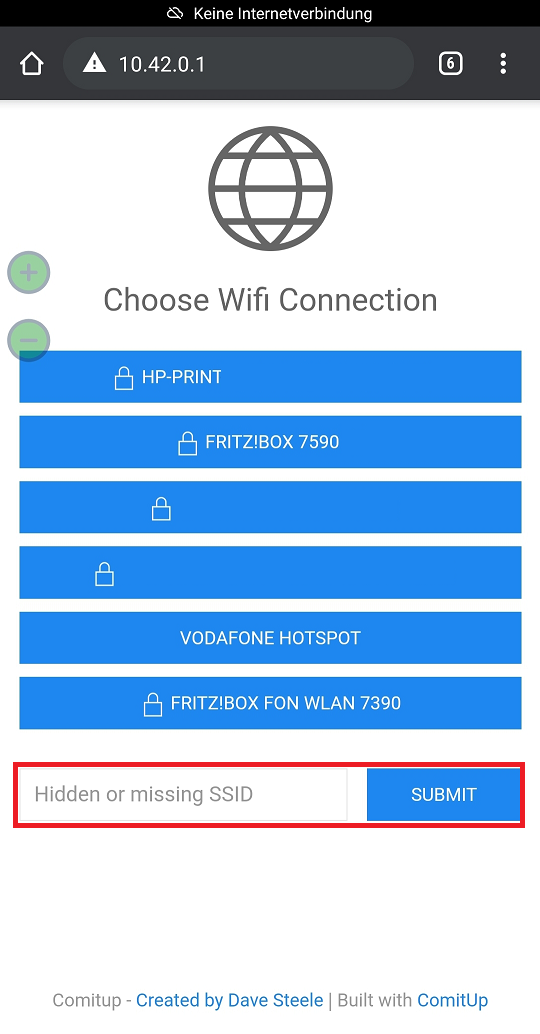 Keine Internetverbindung
10.42.0.1
6
Choose Wifi Connection
HP-PRINT
FRITZ!BOX 7590
VODAFONE HOTSPOT
FRITZ!BOX FON WLAN 7390
Hidden or missing SSID
SUBMIT
Comitup - Created by Dave Steele | Built with ComitUp